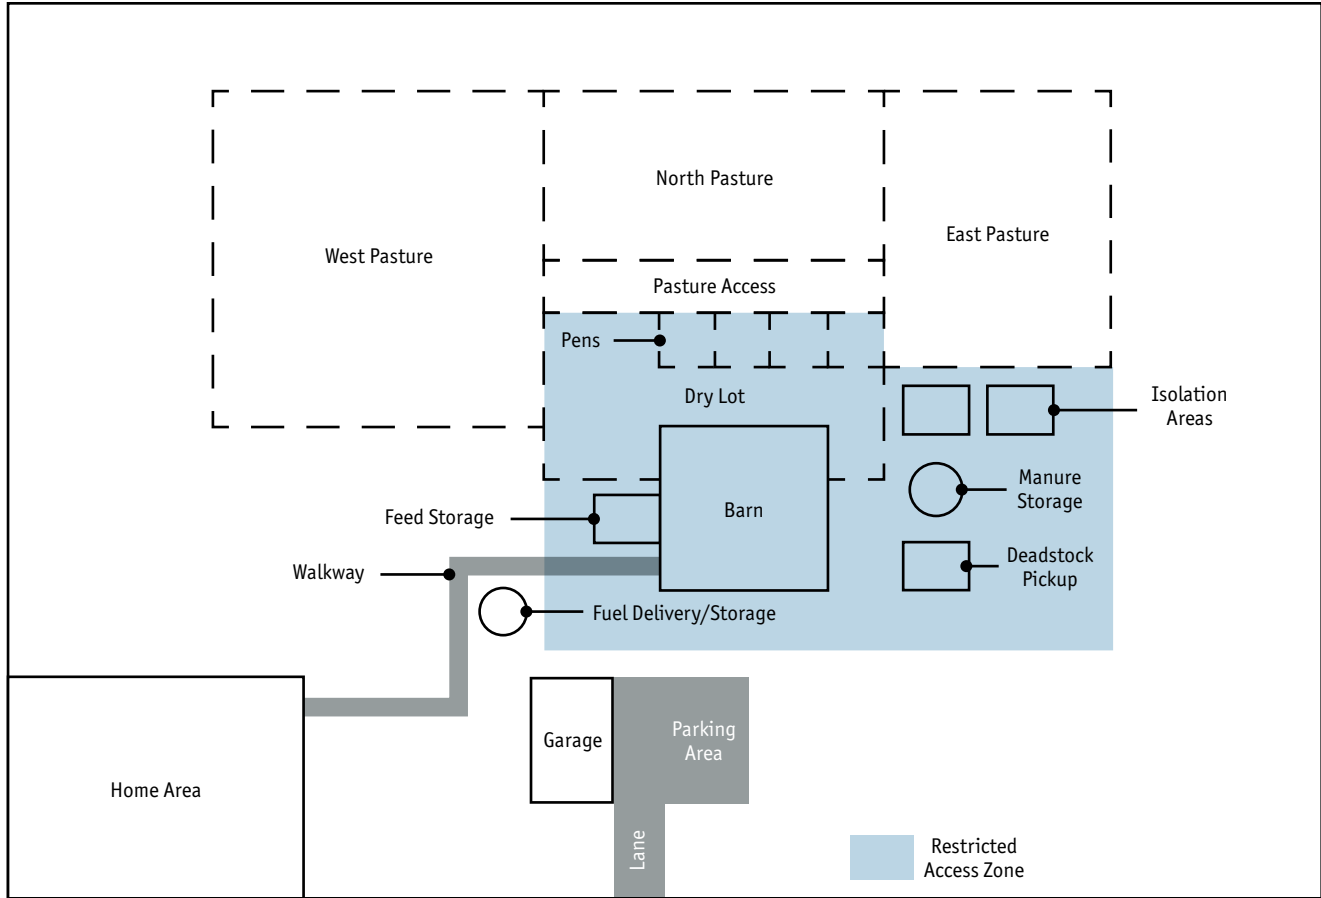 North Pasture
East Pasture
West Pasture
Pasture Access
Pens
Dry Lot
Isolation
Areas
Manure
Storage
Barn
Feed Storage
Deadstock
Pickup
Walkway
Fuel Delivery/Storage
Parking
Area
Garage
Home Area
Lane
Restricted
Access Zone